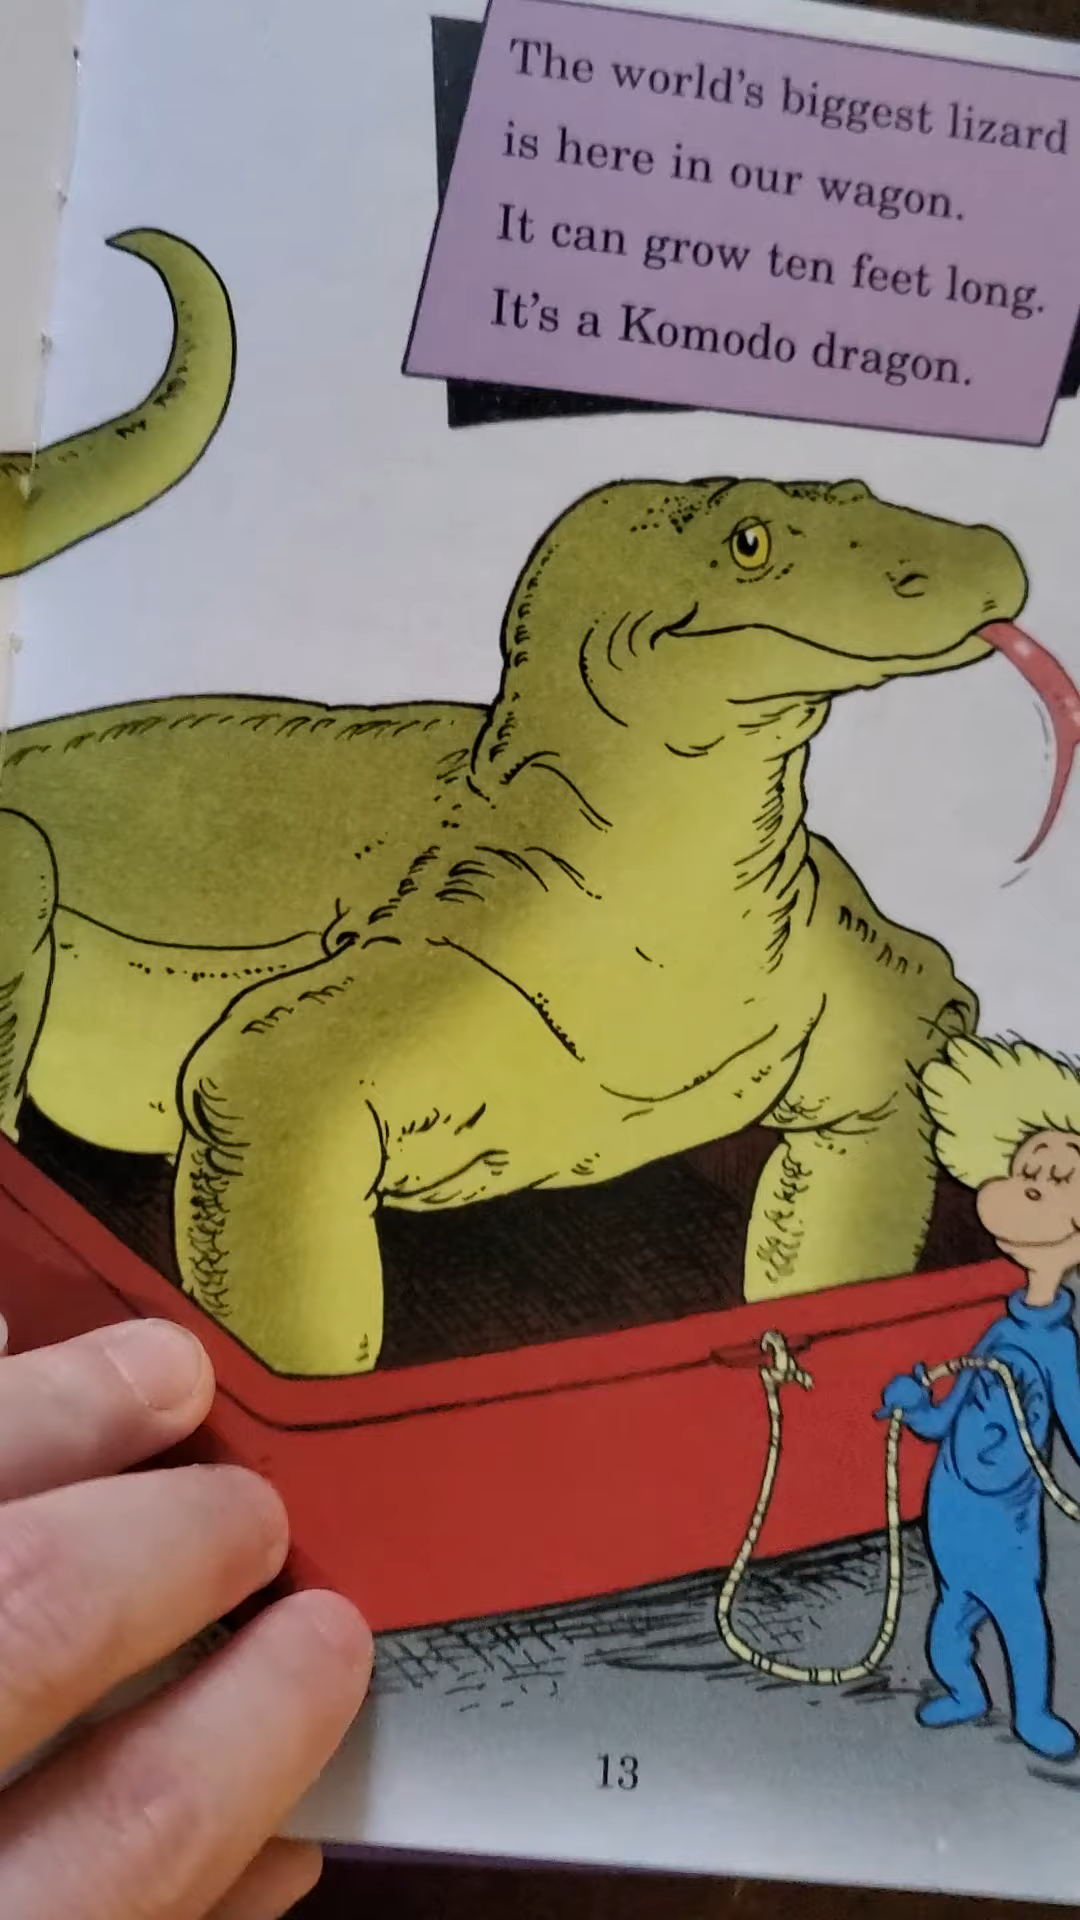 The world's biggest lizard
is here in our wagon.
It can grow ten feet long.
It's a Komodo dragon.
2
13